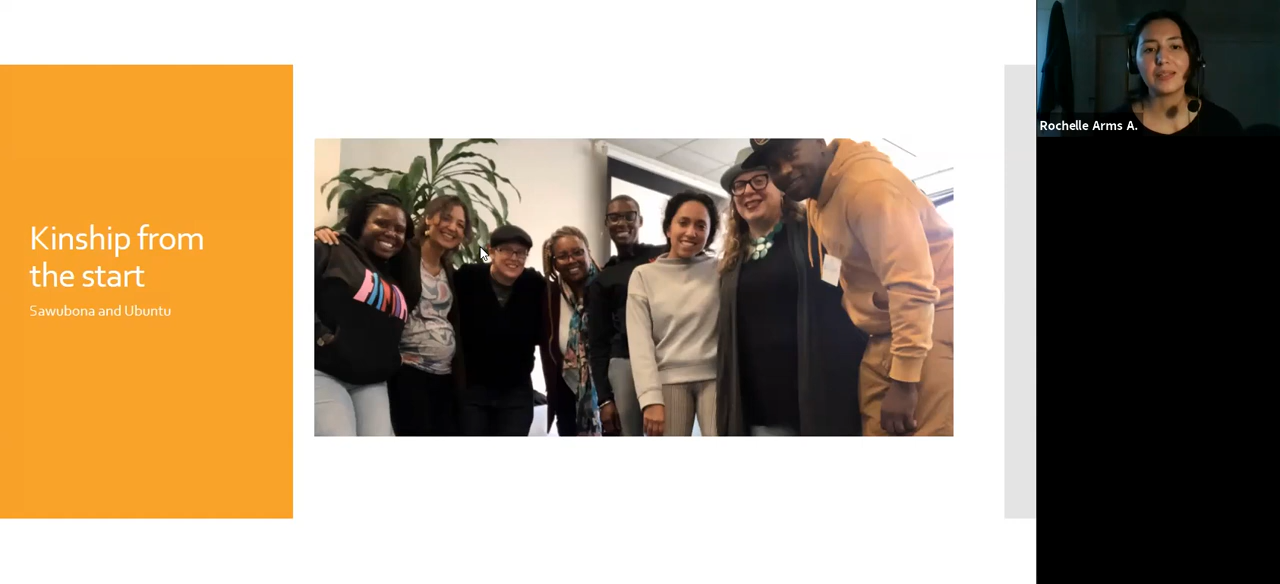 Kinship from
the start
Sawubona and Ubuntu
Rochelle Arms A.